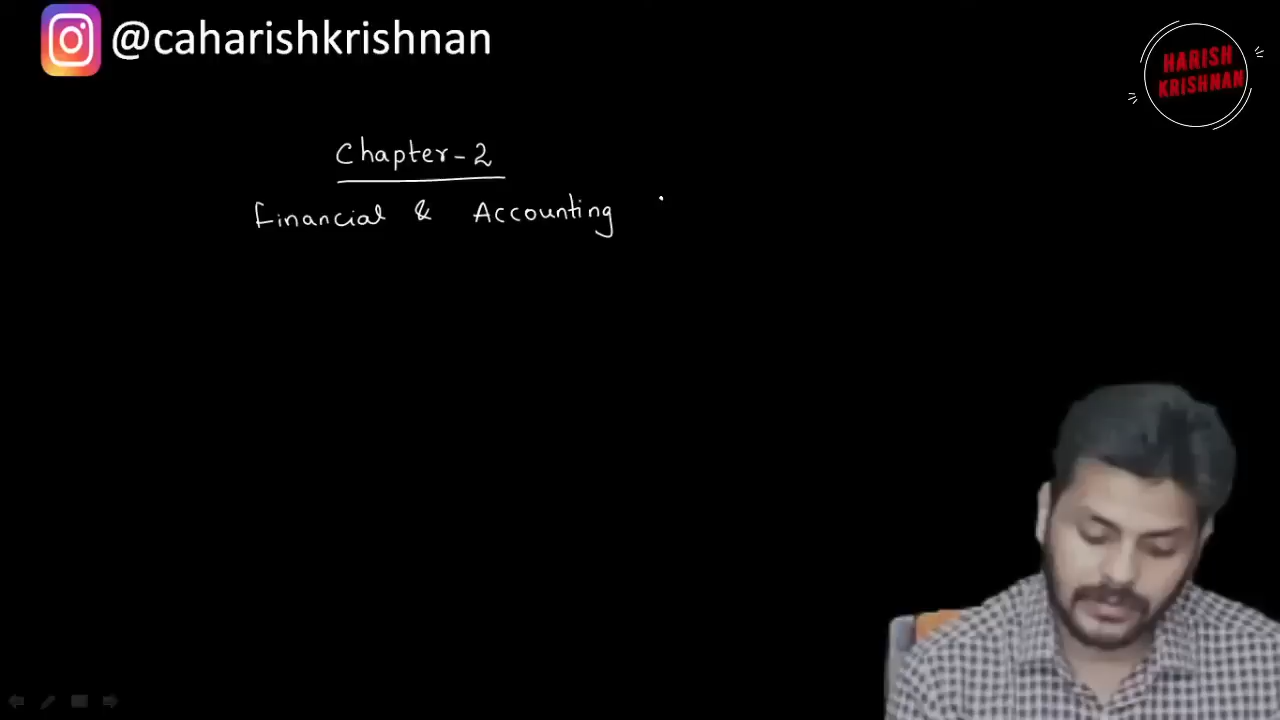 @caharishkrishnan
HARISH
KRISHNAN
Chapter-2
Financial & Accounting